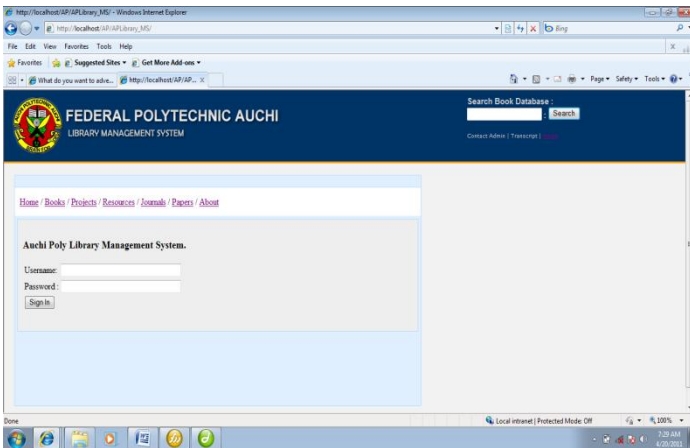 http://localhost/AP/APLibrary_MS/ - Windows Internet Explorer
http://localhost/AP/APLibrary_MS/
Bing
File Edit View Favorites Tools Help
X
Favorites Suggested Sites Get More Add-ons
What do you want to adve... http://localhost/AP/AP... X
Page Safety Tools
FEDERAL POLYTECHNIC AUCHI
LIBRARY MANAGEMENT SYSTEM
Search Book Database :
: Search
Contact Admin | Transcript |
Home / Books / Projects / Resources / Journals / Papers / About
Auchi Poly Library Management System.
Username:
Password :
Sign In
Done
Local intranet | Protected Mode: Off
100%
7:29 AM
4/20/2011